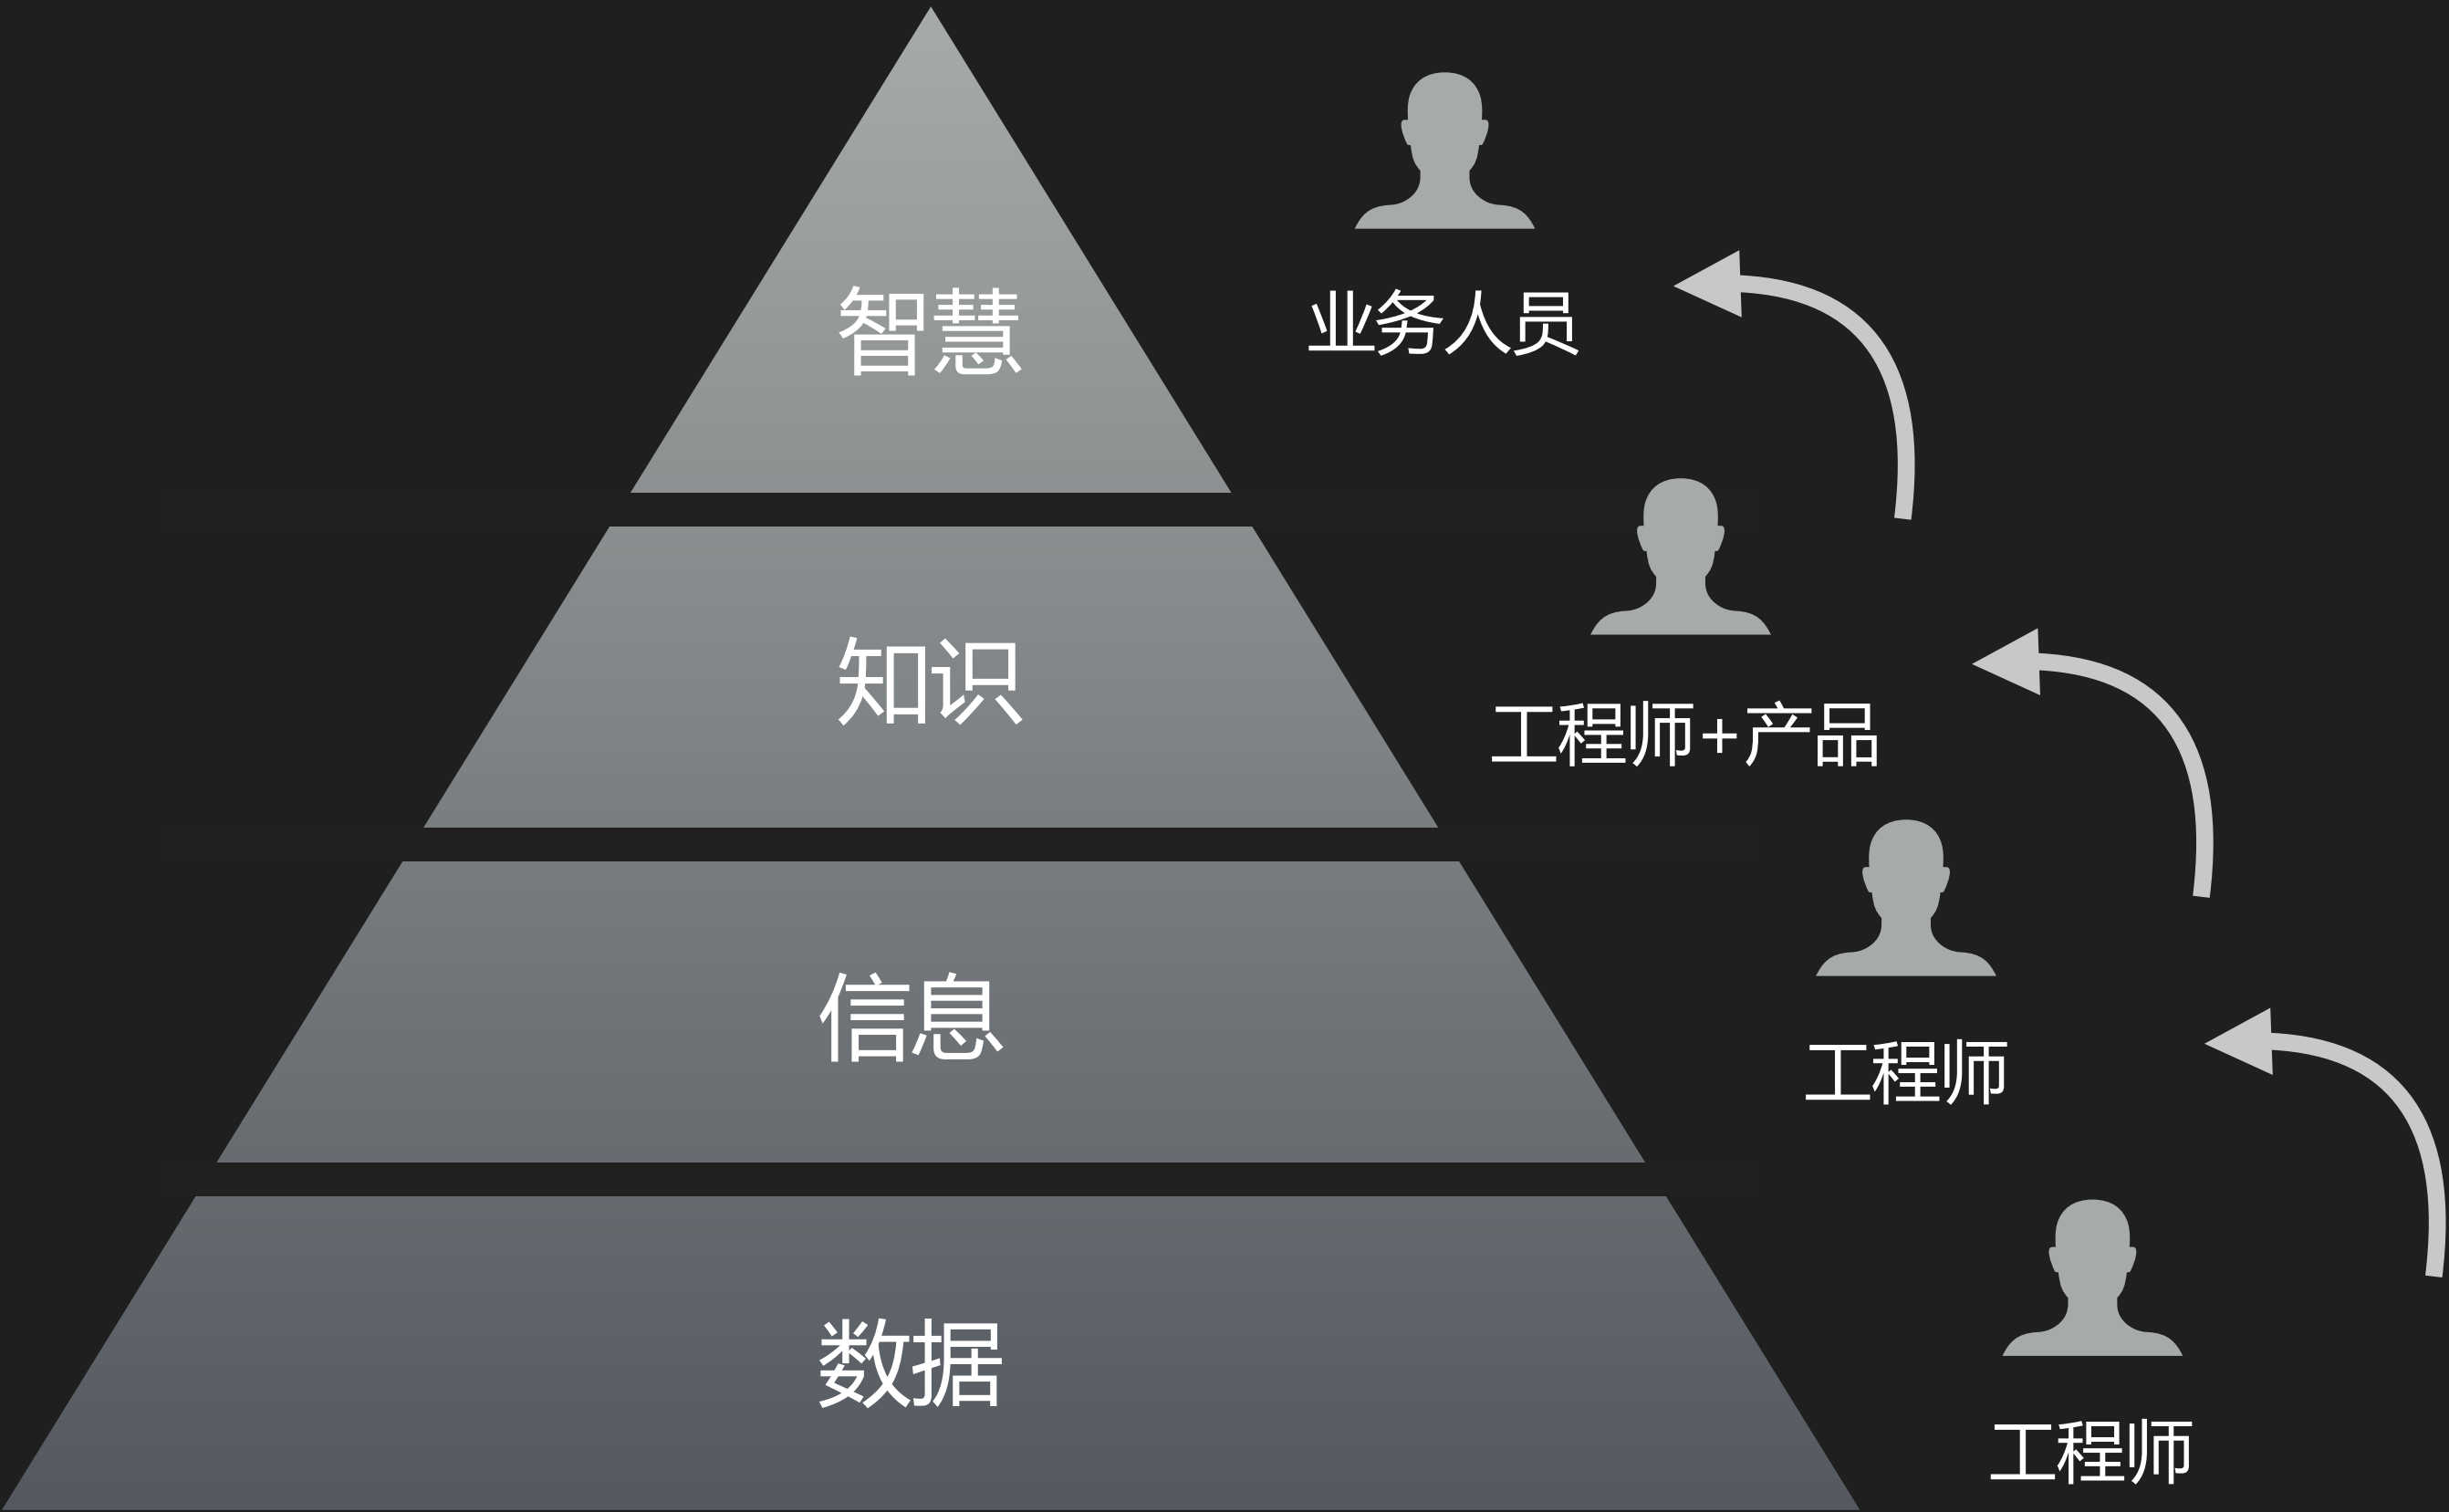 智慧
业务人员
知识
工程师+产品
信息
工程师
数据
工程师